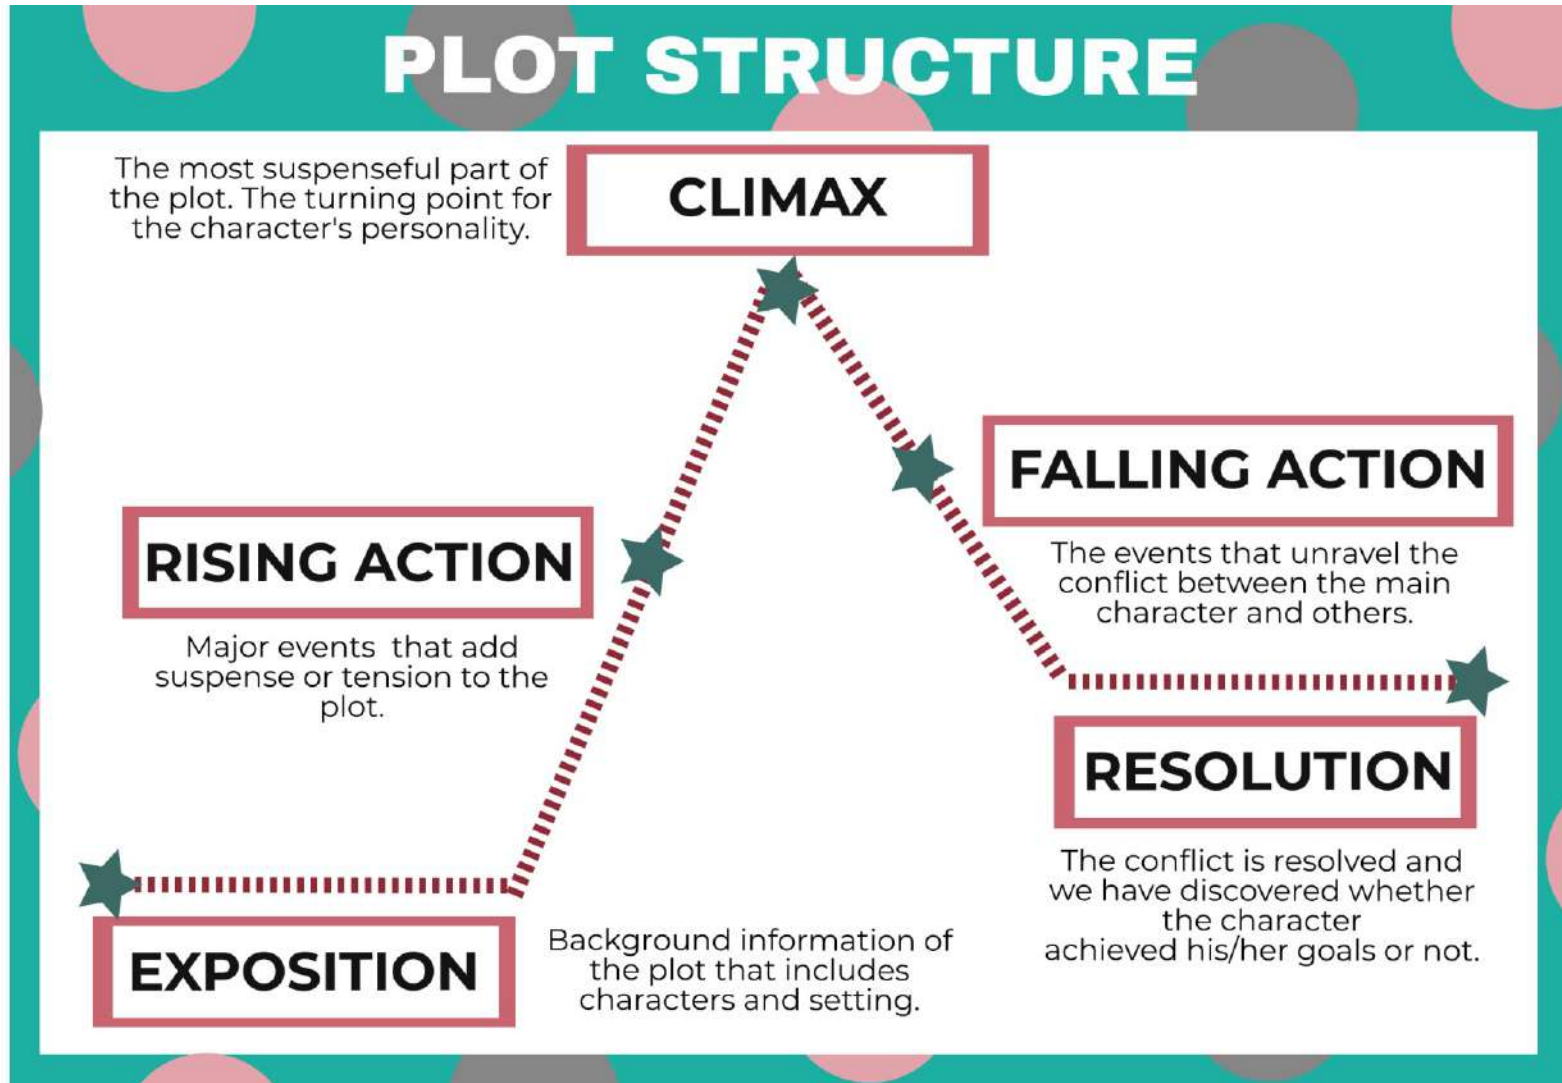 PLOT STRUCTURE
The most suspenseful part of
the plot. The turning point for
the character's personality.
CLIMAX
FALLING ACTION
The events that unravel the
conflict between the main
character and others.
RISING ACTION
Major events  that add
suspense or tension to the
plot.
RESOLUTION
The conflict is resolved and
we have discovered whether
the character
achieved his/her goals or not.
EXPOSITION
Background information of
the plot that includes
characters and setting.